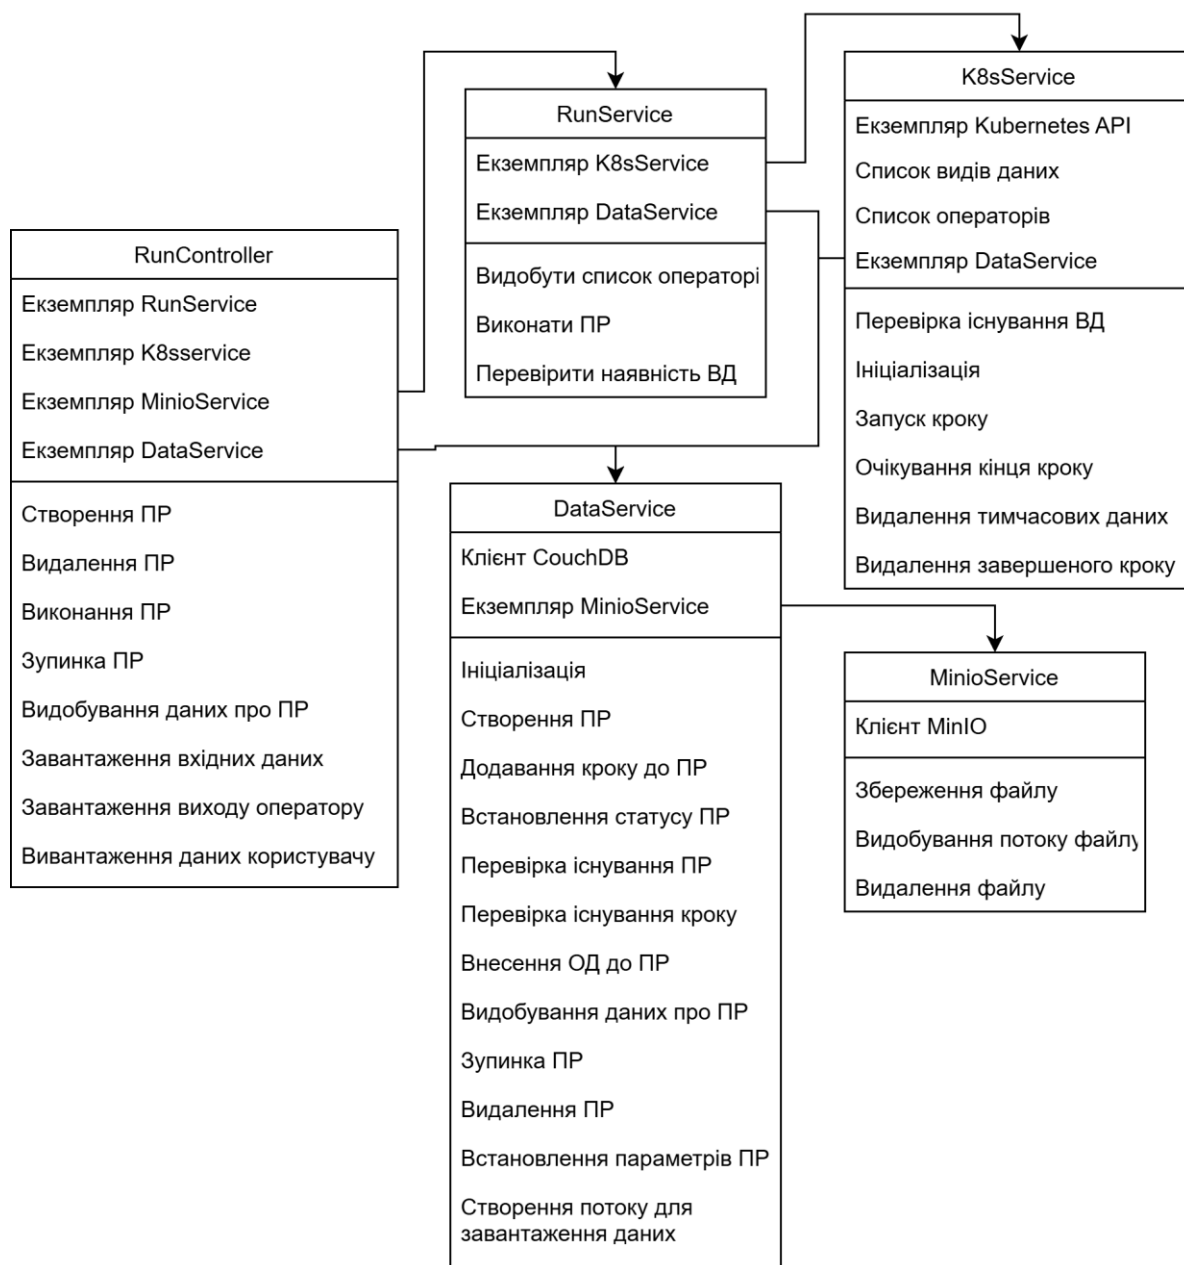 RunController
Екземпляр RunService
Екземпляр K8sservice
Екземпляр MinioService
Екземпляр DataService
Створення ПР
Видалення ПР
Виконання ПР
Зупинка ПР
Видобування даних про ПР
Завантаження вхідних даних
Завантаження виходу оператору
Вивантаження даних користувачу
RunService
Екземпляр K8sService
Екземпляр DataService
Видобути список операторі
Виконати ПР
Перевірити наявність ВД
K8sService
Екземпляр Kubernetes API
Список видів даних
Список операторів
Екземпляр DataService
Перевірка існування ВД
Ініціалізація
Запуск кроку
Очікування кінця кроку
Видалення тимчасових даних
Видалення завершеного кроку
DataService
Клієнт CouchDB
Екземпляр MinioService
Ініціалізація
Створення ПР
Додавання кроку до ПР
Встановлення статусу ПР
Перевірка існування ПР
Перевірка існування кроку
Внесення ОД до ПР
Видобування даних про ПР
Зупинка ПР
Видалення ПР
Встановлення параметрів ПР
Створення потоку для
завантаження даних
MinioService
Клієнт MinIO
Збереження файлу
Видобування потоку файлу
Видалення файлу